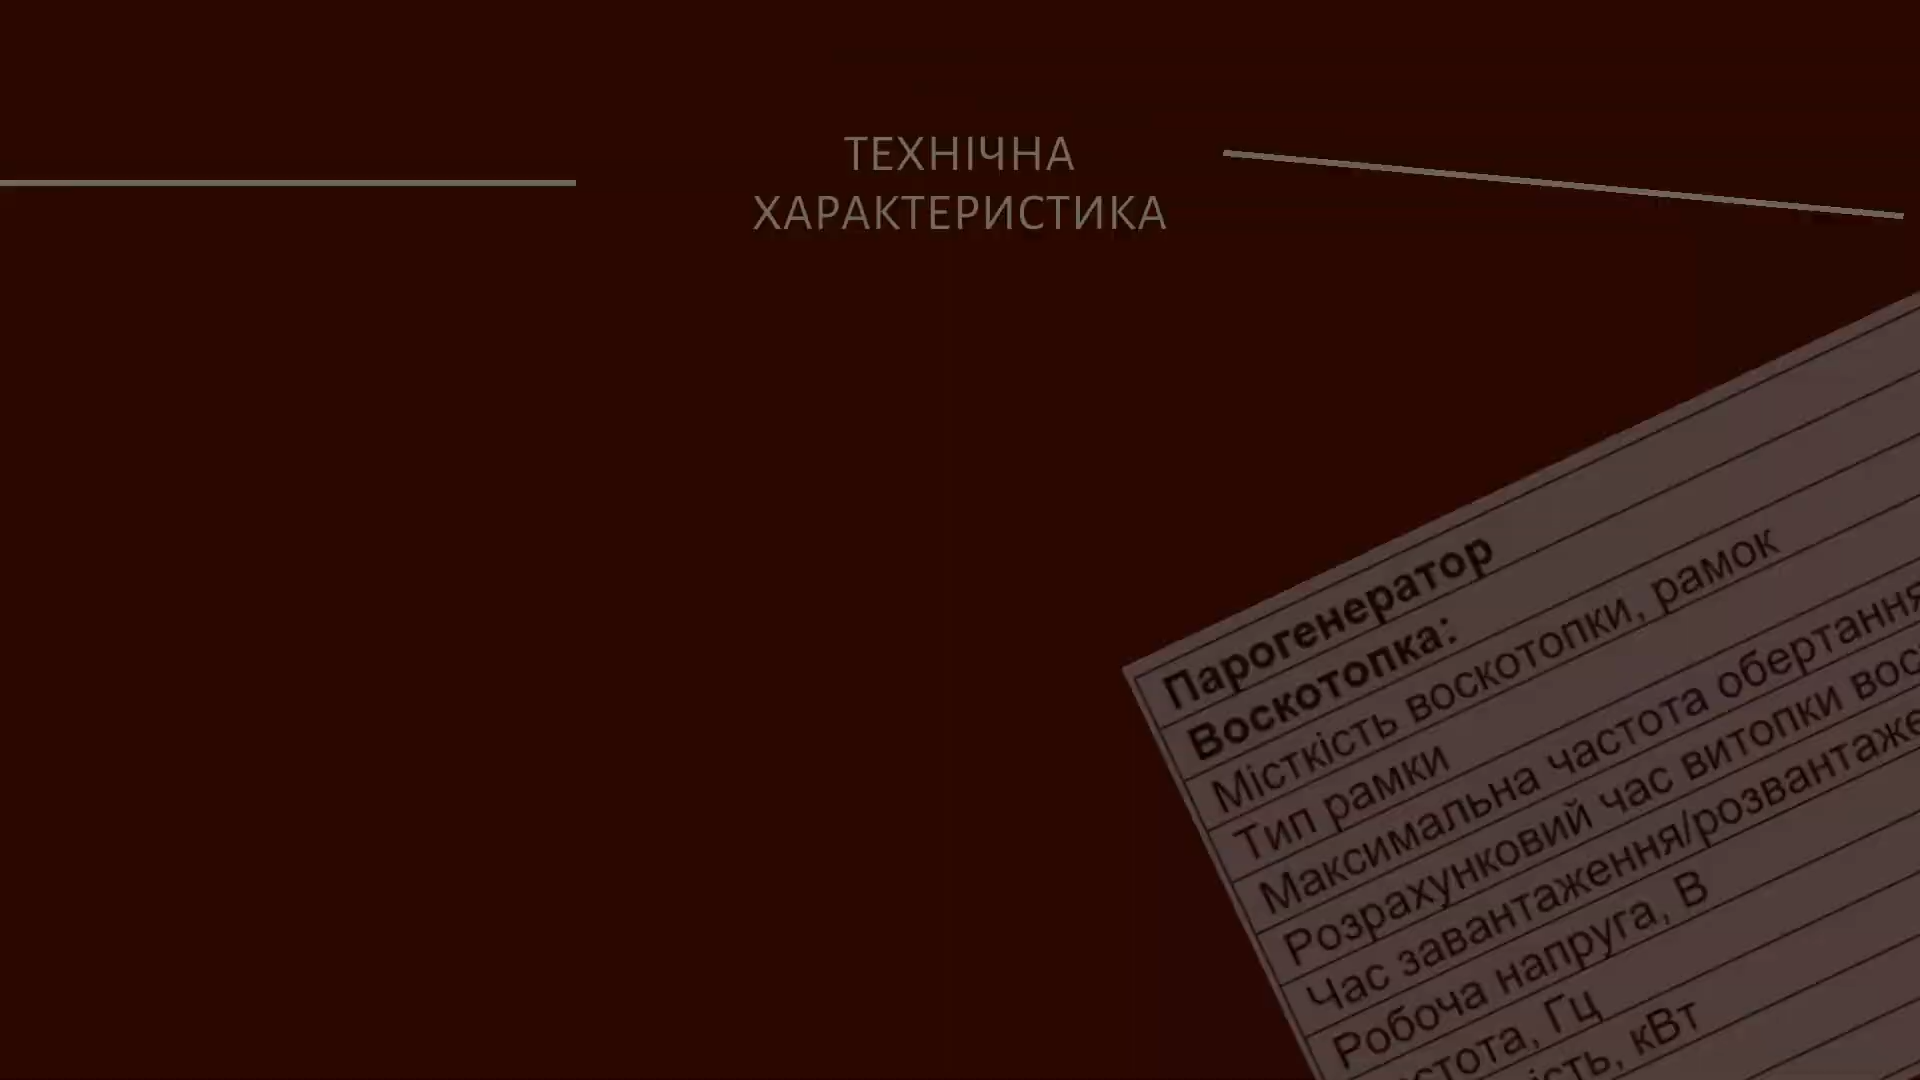 ТЕХНІЧНА
ХАРАКТЕРИСТИКА
Парогенератор
Воскотопка:
Місткість воскотопки, рамок
Тип рамки
Максимальна частота обертання
Розрахунковий час витопки
Час завантаження/
Робоча напруга, В
Гц
кВт